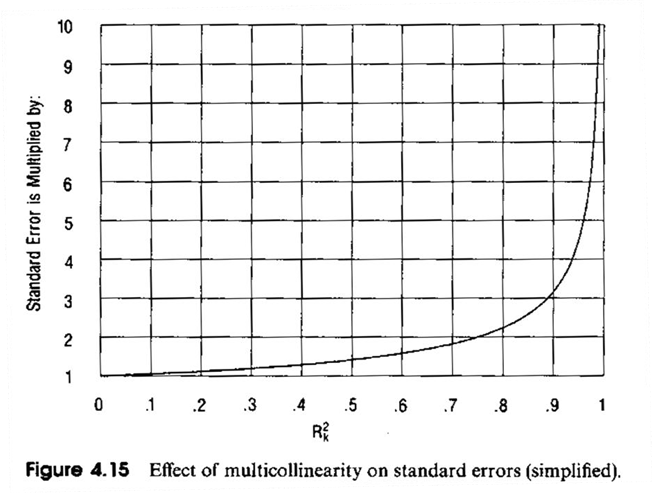 10
9
8
7
6
5
4
3
2
1
Standard Error is Multiplied by:
0 .1 .2 .3 .4 .5 .6 .7 .8 .9 1
R²ₖ
Figure 4.15 Effect of multicollinearity on standard errors (simplified).